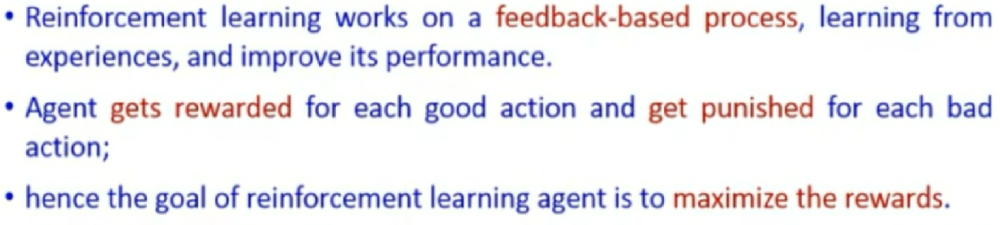 • Reinforcement learning works on a feedback-based process, learning from
experiences, and improve its performance.
• Agent gets rewarded for each good action and get punished for each bad
action;
• hence the goal of reinforcement learning agent is to maximize the rewards.